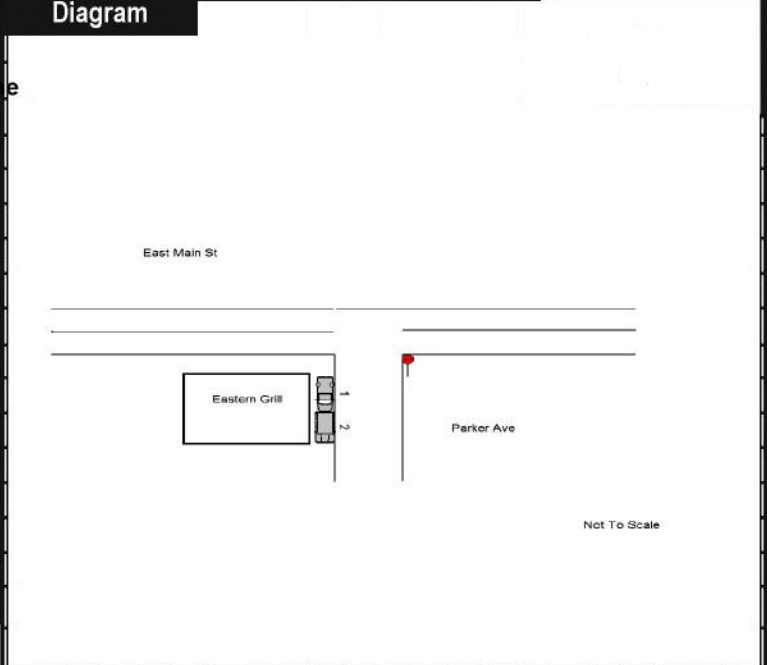 Diagram
e
East Main St
Eastern Grill
1
2
Parker Ave
Not To Scale